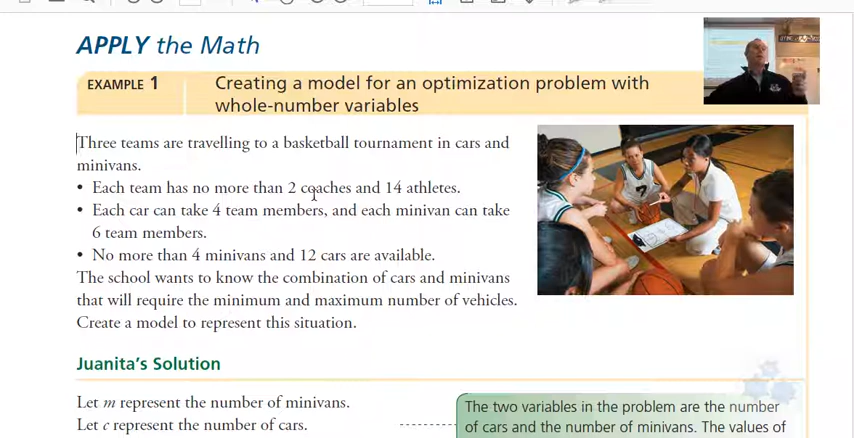 APPLY the Math
EXAMPLE 1
Creating a model for an optimization problem with
whole-number variables
Three teams are travelling to a basketball tournament in cars and
minivans.
• Each team has no more than 2 coaches and 14 athletes.
• Each car can take 4 team members, and each minivan can take
6 team members.
• No more than 4 minivans and 12 cars are available.
The school wants to know the combination of cars and minivans
that will require the minimum and maximum number of vehicles.
Create a model to represent this situation.
Juanita's Solution
Let m represent the number of minivans.
Let c represent the number of cars.
The two variables in the problem are the number
of cars and the number of minivans. The values of